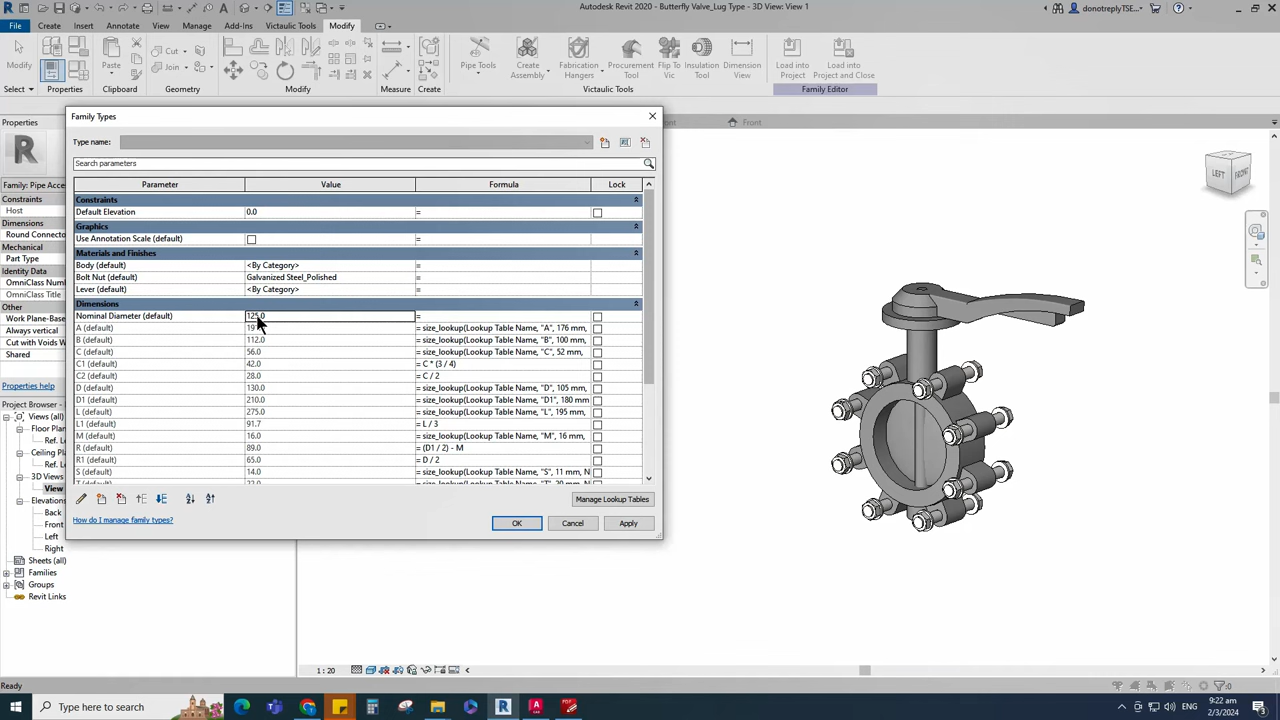 Autodesk Revit 2020 - Butterfly Valve_Lug Type - 3D View: View 1
donotreplyTSE...
File Create Insert Annotate View Manage Add-Ins Victaulic Tools Modify
Modify Paste Cut Join Pipe Tools Create Assembly Fabrication Hangers Procurement Tool Flip To Vic Insulation Tool Dimension View Load into Project Load into Project and Close
Select Properties Clipboard Geometry Modify Measure Create Victaulic Tools Family Editor
Properties
Family: Pipe Acce
Constraints
Host
Dimensions
Round Connecto
Mechanical
Part Type
Identity Data
OmniClass Numb
OmniClass Title
Other
Work Plane-Base
Always vertical
Cut with Voids W
Shared
Properties help
Project Browser -
Views (all)
Floor Plan
Ref. Le
Ceiling Pl
Ref. Le
3D Views
View
Elevations
Back
Front
Left
Right
Sheets (all)
Families
Groups
Revit Links
Family Types
Type name:
Search parameters
Parameter Value Formula Lock
Constraints
Default Elevation 0.0 =
Graphics
Use Annotation Scale (default) =
Materials and Finishes
Body (default) <By Category> =
Bolt Nut (default) Galvanized Steel_Polished =
Lever (default) <By Category> =
Dimensions
Nominal Diameter (default) 125.0 =
A (default) = size_lookup(Lookup Table Name, "A", 176 mm,
B (default) 112.0 = size_lookup(Lookup Table Name, "B", 100 mm,
C (default) 56.0 = size_lookup(Lookup Table Name, "C", 52 mm,
C1 (default) 42.0 = C * (3 / 4)
C2 (default) 28.0 = C / 2
D (default) 130.0 = size_lookup(Lookup Table Name, "D", 105 mm,
D1 (default) 210.0 = size_lookup(Lookup Table Name, "D1", 180 mm
L (default) 275.0 = size_lookup(Lookup Table Name, "L", 195 mm,
L1 (default) 91.7 = L / 3
M (default) 16.0 = size_lookup(Lookup Table Name, "M", 16 mm,
R (default) 89.0 = (D1 / 2) - M
R1 (default) 65.0 = D / 2
S (default) 14.0 = size_lookup(Lookup Table Name, "S", 11 mm, N
Manage Lookup Tables
How do I manage family types?
OK Cancel Apply
ont Front
FRONT
1 : 20
Ready
:0
Type here to search
9:22 am
2/3/2024